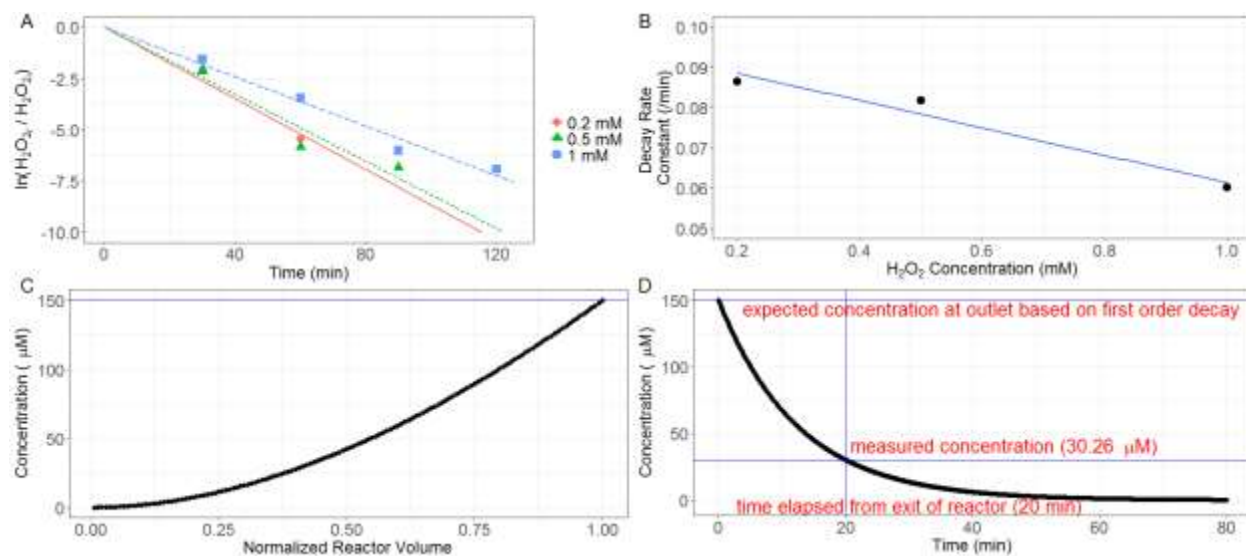 A
0.0
-2.5
-5.0
-7.5
-10.0
ln(H₂O₂ₜ / H₂O₂ᵢ)
0 40 80 120
Time (min)
0.2 mM
0.5 mM
1 mM
B
0.10
0.09
0.08
0.07
0.06
0.05
Decay Rate
Constant (/min)
0.2 0.4 0.6 0.8 1.0
H₂O₂ Concentration (mM)
C
150
100
50
0
Concentration ( μM)
0.00 0.25 0.50 0.75 1.00
Normalized Reactor Volume
D
150
100
50
0
Concentration ( μM)
expected concentration at outlet based on first order decay
measured concentration (30.26 μM)
time elapsed from exit of reactor (20 min)
0 20 40 60 80
Time (min)